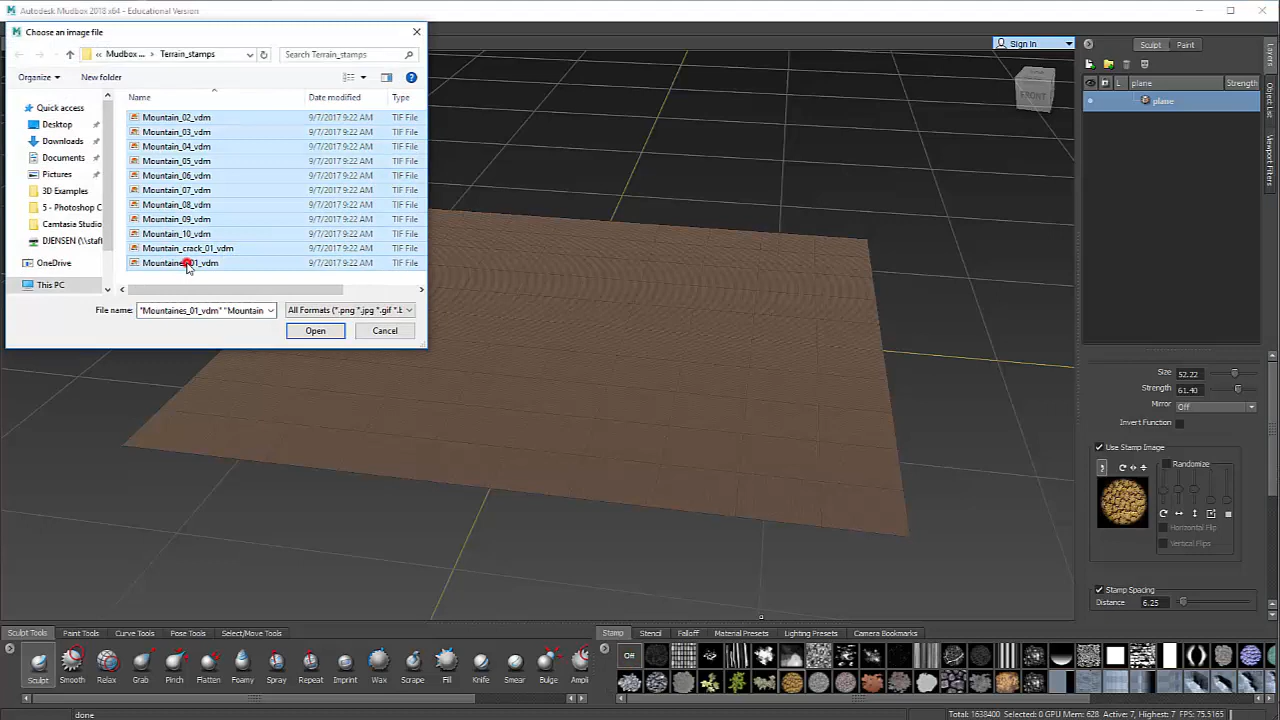 Autodesk Mudbox 2018 x64 - Educational Version
Choose an image file
Sign In
Sculpt Paint
Mudbox ... Terrain_stamps
Search Terrain_stamps
Organize New folder
plane Strength
plane
Layers
Object List
Viewport Filters
FRONT
Name Date modified Type
Quick access
Desktop
Downloads
Documents
Pictures
3D Examples
5 - Photoshop C
Camtasia Studio
DJENSEN (\\staff
OneDrive
This PC
Mountain_02_vdm 9/7/2017 9:22 AM TIF File
Mountain_03_vdm 9/7/2017 9:22 AM TIF File
Mountain_04_vdm 9/7/2017 9:22 AM TIF File
Mountain_05_vdm 9/7/2017 9:22 AM TIF File
Mountain_06_vdm 9/7/2017 9:22 AM TIF File
Mountain_07_vdm 9/7/2017 9:22 AM TIF File
Mountain_08_vdm 9/7/2017 9:22 AM TIF File
Mountain_09_vdm 9/7/2017 9:22 AM TIF File
Mountain_10_vdm 9/7/2017 9:22 AM TIF File
Mountain_crack_01_vdm 9/7/2017 9:22 AM TIF File
Mountaines_01_vdm 9/7/2017 9:22 AM TIF File
File name: "Mountaines_01_vdm" "Mountain
All Formats (*.png *.jpg *.gif *.b
Open Cancel
Size 52.22
Strength 61.40
Mirror Off
Invert Function
Use Stamp Image
Randomize
Horizontal Flip
Vertical Flips
Stamp Spacing
Distance 6.25
Sculpt Tools Paint Tools Curve Tools Pose Tools Select/Move Tools
Stamp Stencil Falloff Material Presets Lighting Presets Camera Bookmarks
Off
Sculpt Smooth Relax Grab Pinch Flatten Foamy Spray Repeat Imprint Wax Scrape Fill Knife Smear Bulge Ampli
done
Total: 1638400 Selected: 0 GPU Mem: 628 Active: 7, Highest: 7 FPS: 75.5165